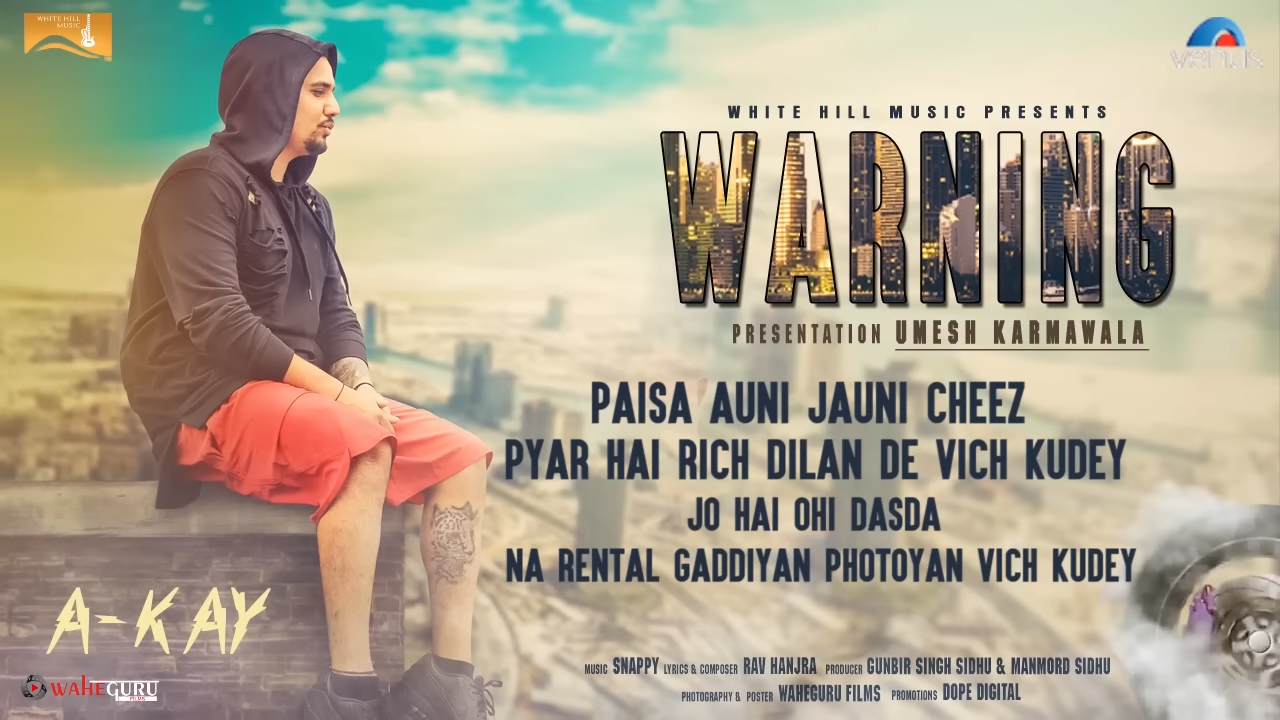 WHITE HILL
MUSIC
venus
WHITE HILL MUSIC PRESENTS
WARNING
PRESENTATION UMESH KARMAWALA
PAISA AUNI JAUNI CHEEZ
PYAR HAI RICH DILAN DE VICH KUDEY
JO HAI OHI DASDA
NA RENTAL GADDIYAN PHOTOYAN VICH KUDEY
A-KAY
WAHEGURU
MUSIC SNAPPY LYRICS & COMPOSER RAV HANJRA PRODUCER GUNBIR SINGH SIDHU & MANMORD SIDHU
PHOTOGRAPHY & POSTER WAHEGURU FILMS PROMOTIONS DOPE DIGITAL